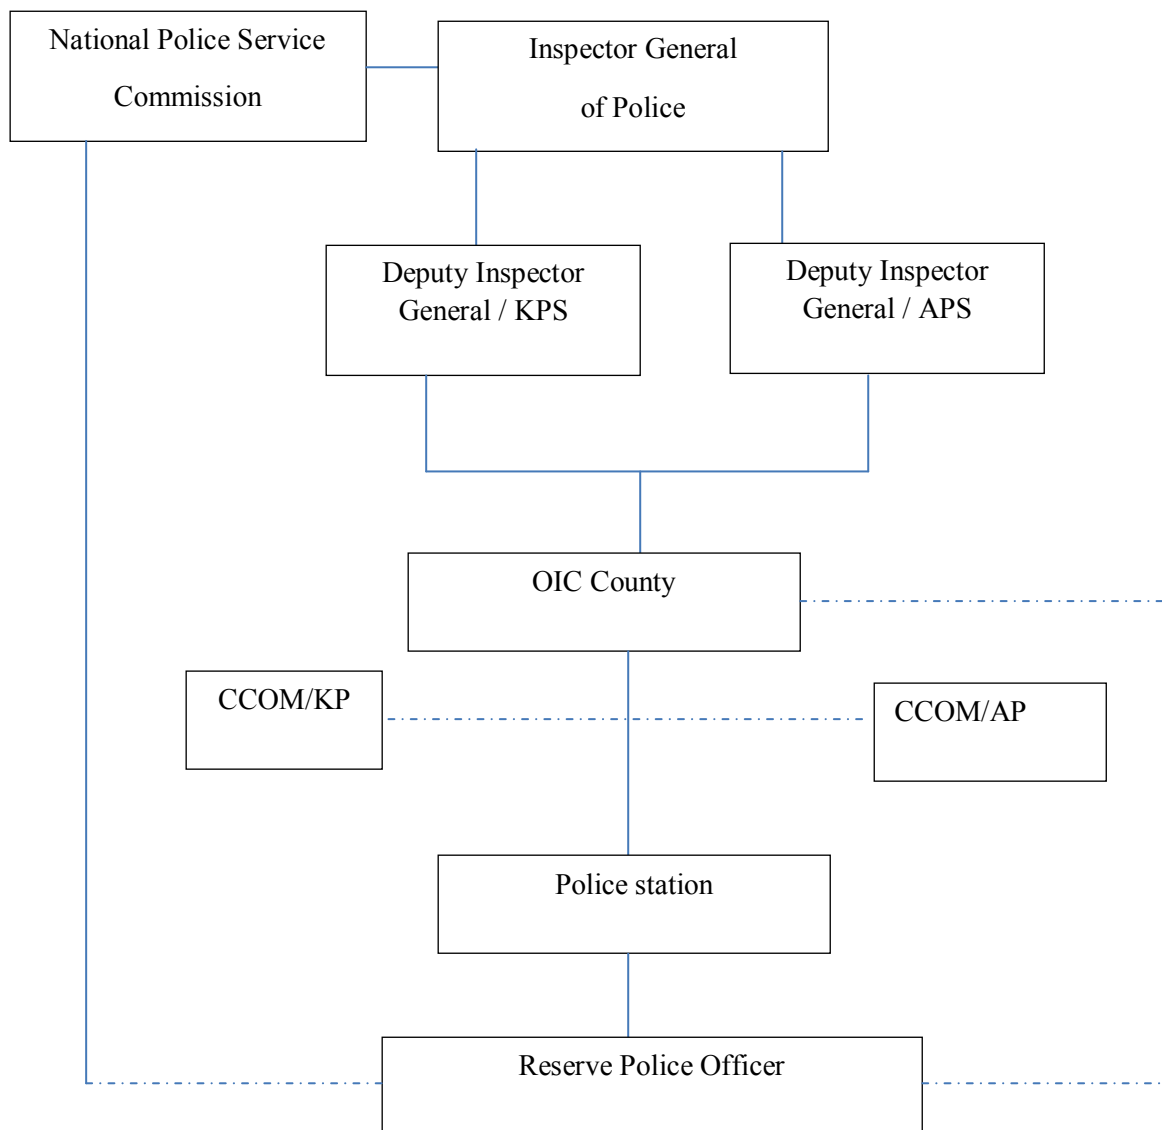 National Police Service
Commission
Inspector General
of Police
Deputy Inspector
General / KPS
Deputy Inspector
General / APS
OIC County
CCOM/KP
CCOM/AP
Police station
Reserve Police Officer